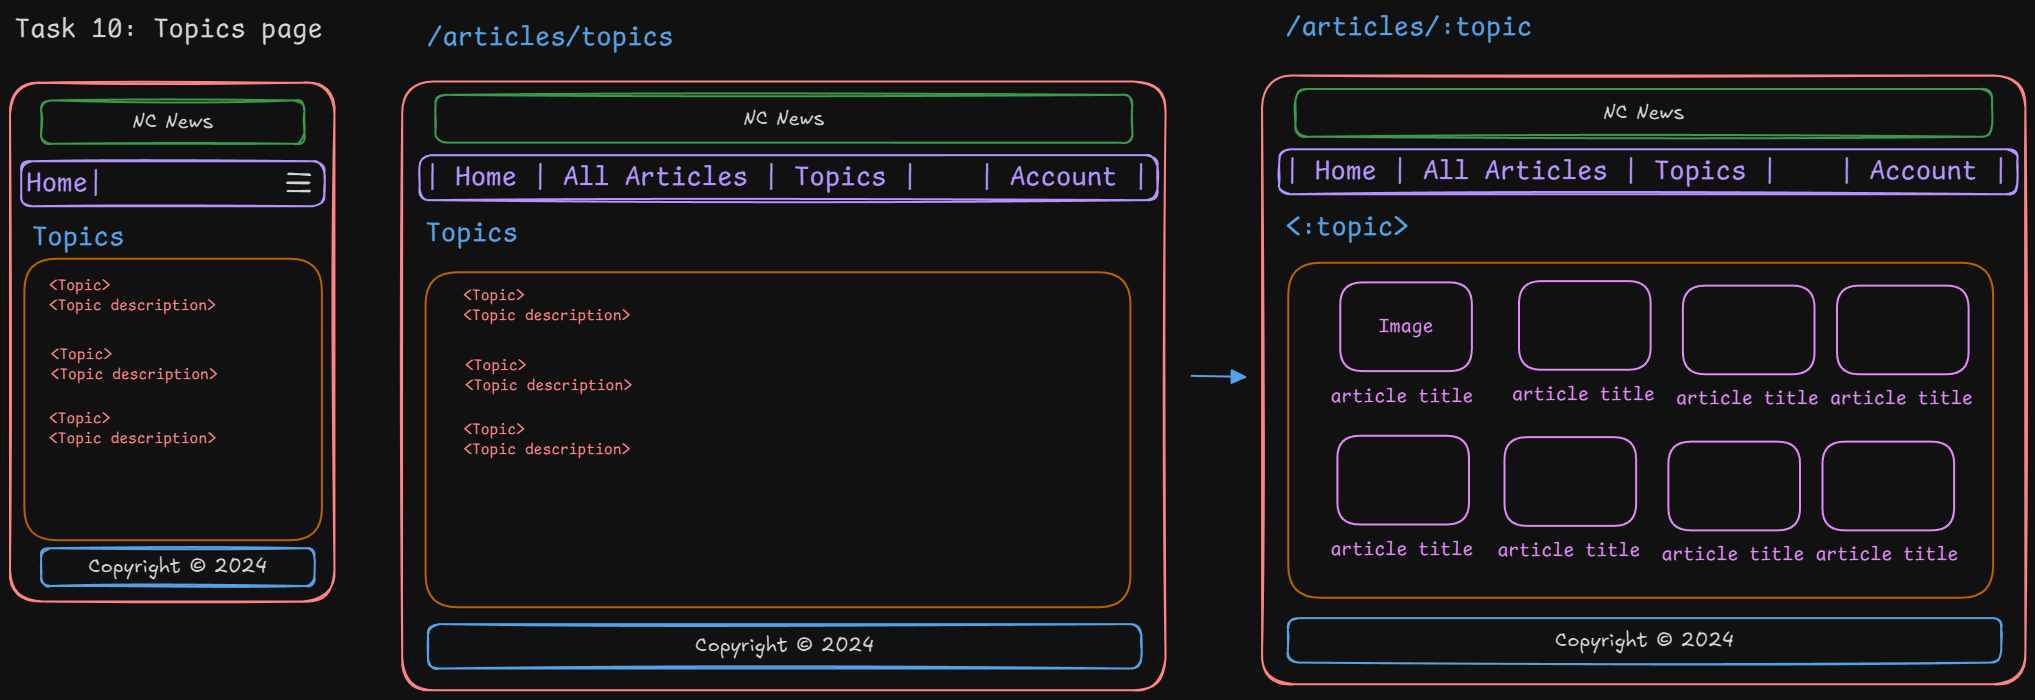 Task 10: Topics page
NC News
Home|
Topics
<Topic>
<Topic description>
<Topic>
<Topic description>
<Topic>
<Topic description>
Copyright © 2024
/articles/topics
NC News
| Home | All Articles | Topics | | Account |
Topics
<Topic>
<Topic description>
<Topic>
<Topic description>
<Topic>
<Topic description>
Copyright © 2024
/articles/:topic
NC News
| Home | All Articles | Topics | | Account |
<:topic>
Image
article title article title article title article title
article title article title article title article title
Copyright © 2024